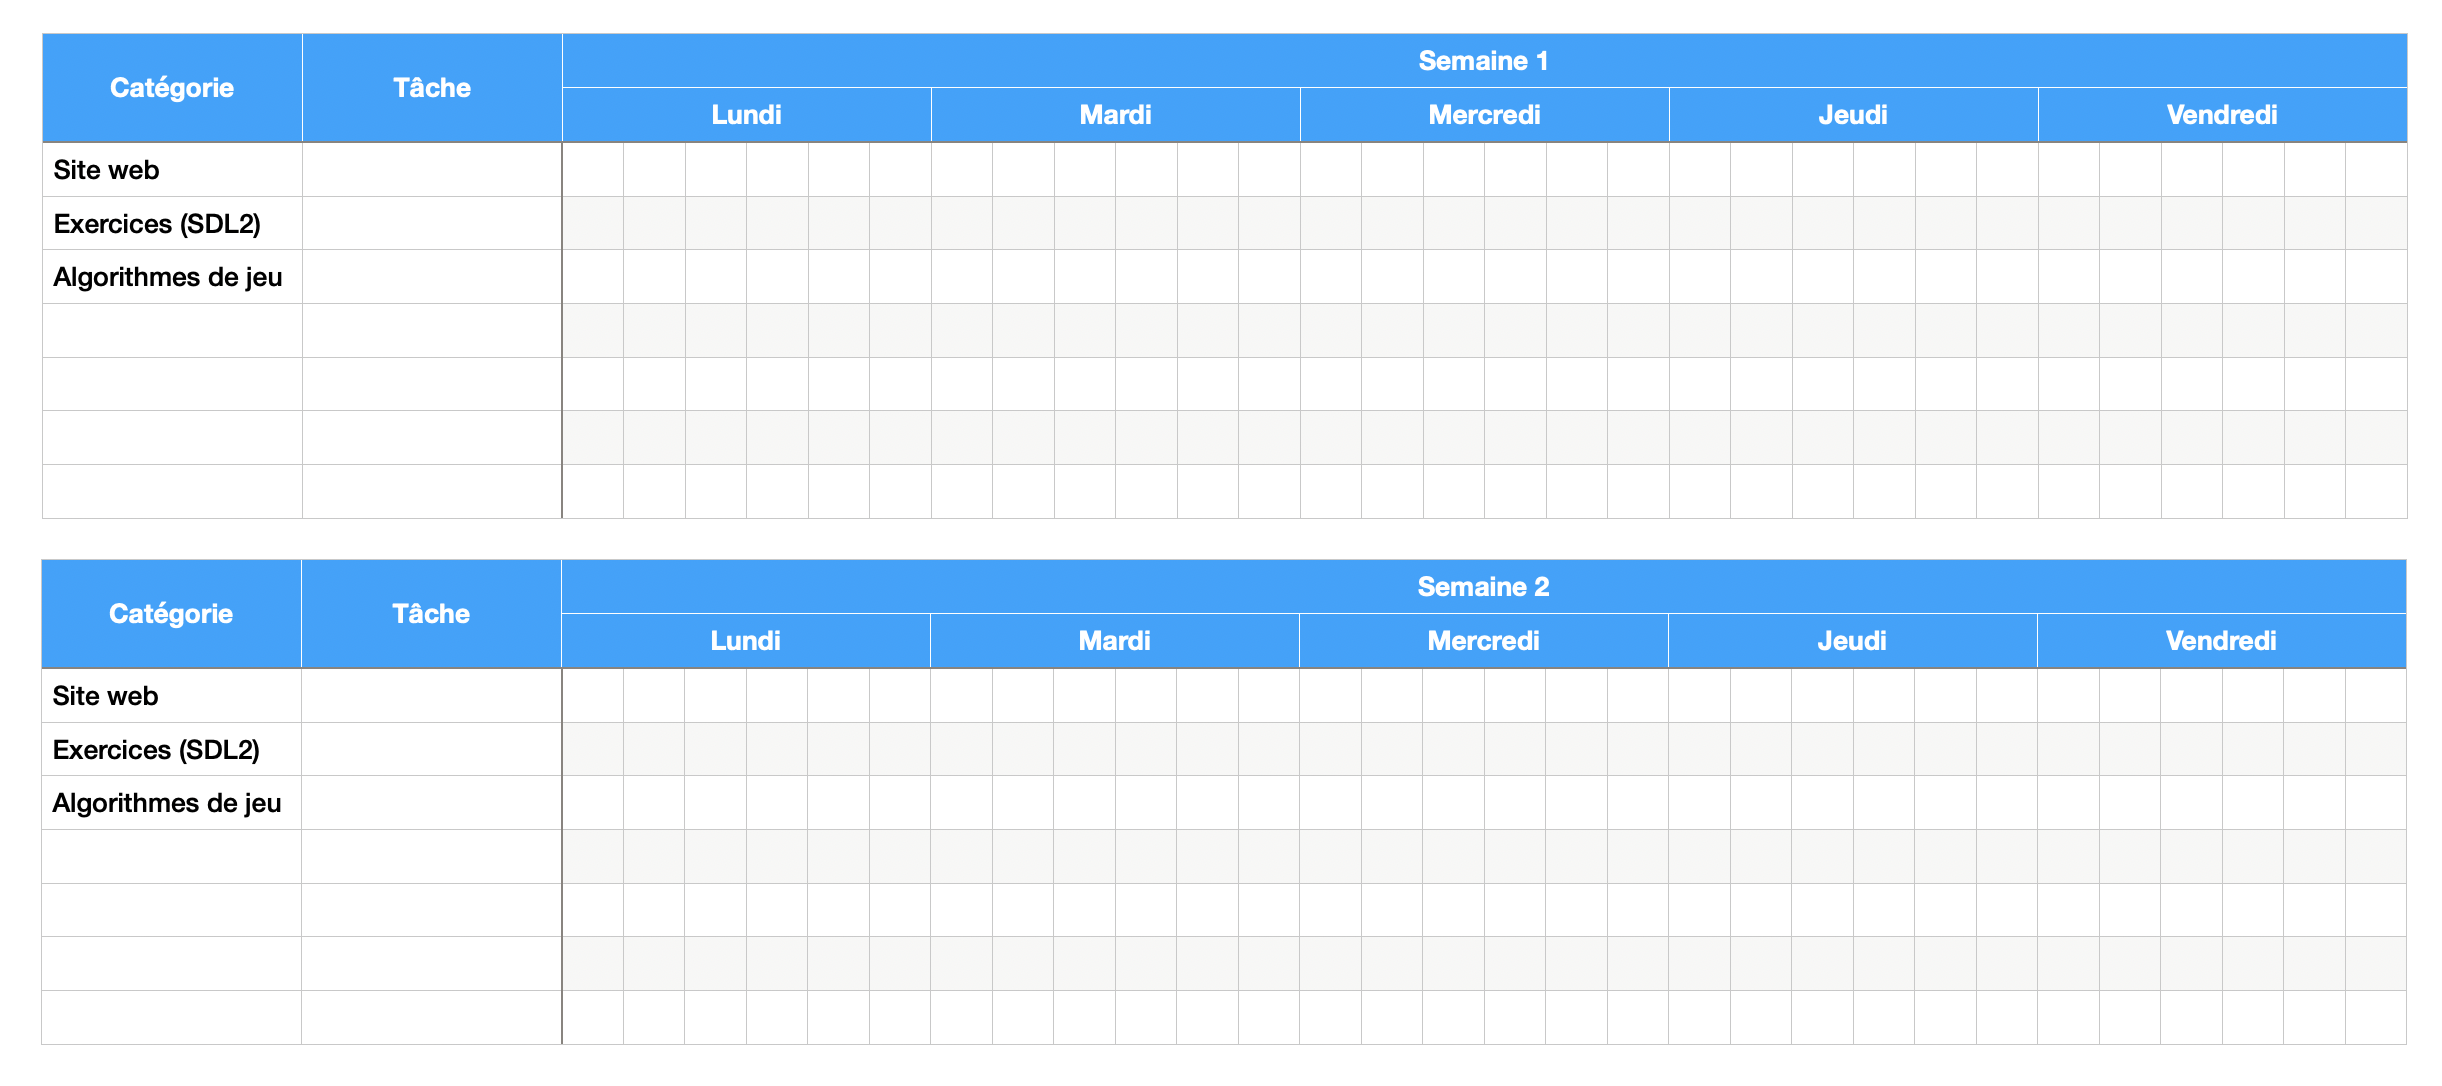 Catégorie Tâche Semaine 1
Lundi Mardi Mercredi Jeudi Vendredi
Site web
Exercices (SDL2)
Algorithmes de jeu
Catégorie Tâche Semaine 2
Lundi Mardi Mercredi Jeudi Vendredi
Site web
Exercices (SDL2)
Algorithmes de jeu